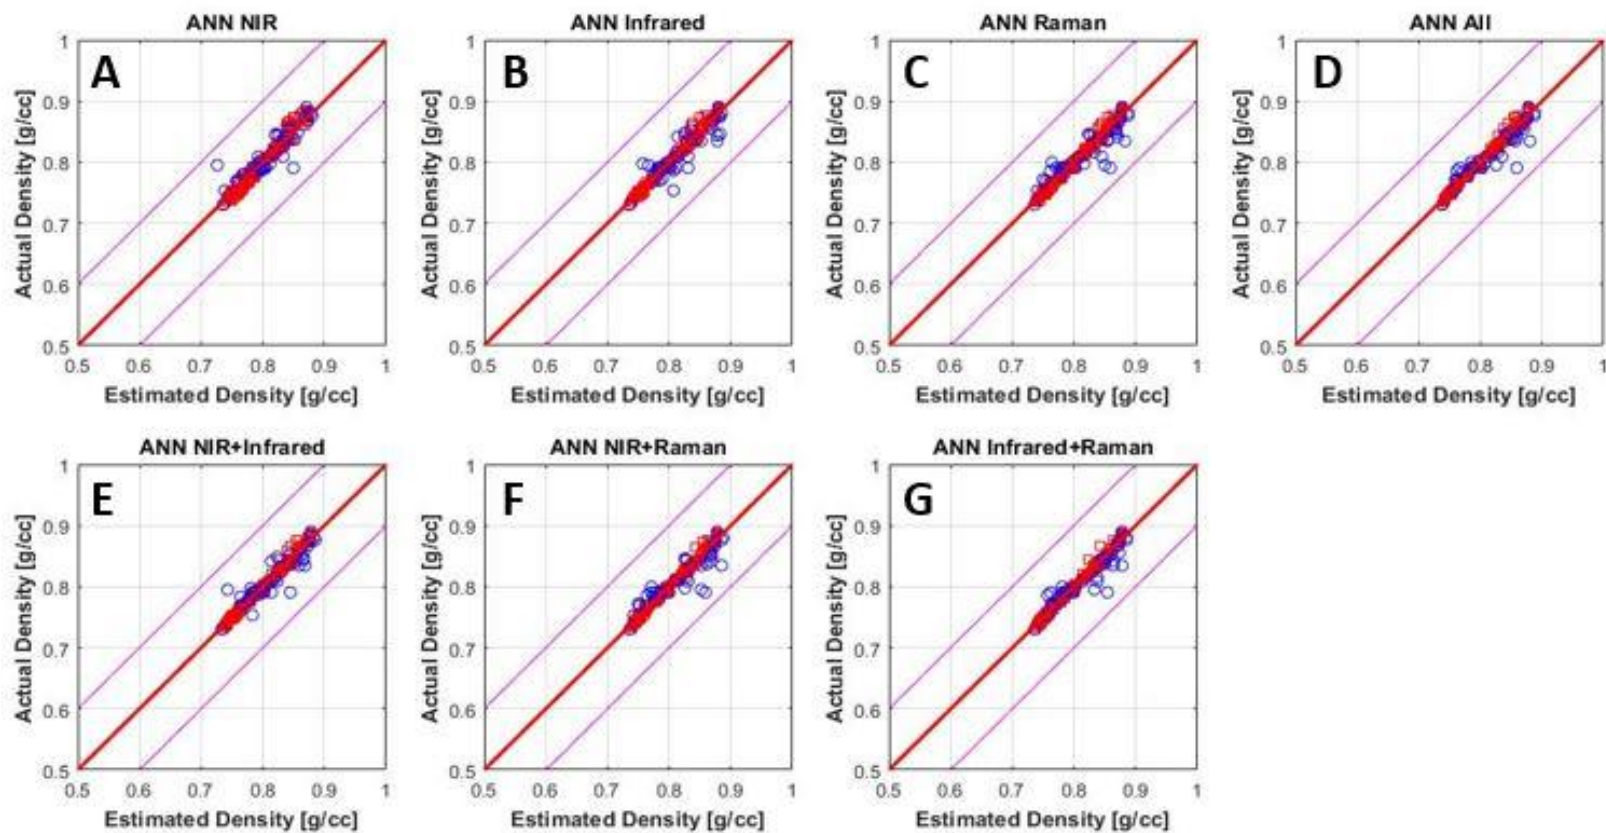 ANN NIR
ANN Infrared
ANN Raman
ANN All
A
B
C
D
1
0.9
0.8
0.7
0.6
0.5
Actual Density [g/cc]
0.5 0.6 0.7 0.8 0.9 1
Estimated Density [g/cc]
1
0.9
0.8
0.7
0.6
0.5
Actual Density [g/cc]
0.5 0.6 0.7 0.8 0.9 1
Estimated Density [g/cc]
1
0.9
0.8
0.7
0.6
0.5
Actual Density [g/cc]
0.5 0.6 0.7 0.8 0.9 1
Estimated Density [g/cc]
1
0.9
0.8
0.7
0.6
0.5
Actual Density [g/cc]
0.5 0.6 0.7 0.8 0.9 1
Estimated Density [g/cc]
ANN NIR+Infrared
ANN NIR+Raman
ANN Infrared+Raman
E
F
G
1
0.9
0.8
0.7
0.6
0.5
Actual Density [g/cc]
0.5 0.6 0.7 0.8 0.9 1
Estimated Density [g/cc]
1
0.9
0.8
0.7
0.6
0.5
Actual Density [g/cc]
0.5 0.6 0.7 0.8 0.9 1
Estimated Density [g/cc]
1
0.9
0.8
0.7
0.6
0.5
Actual Density [g/cc]
0.5 0.6 0.7 0.8 0.9 1
Estimated Density [g/cc]